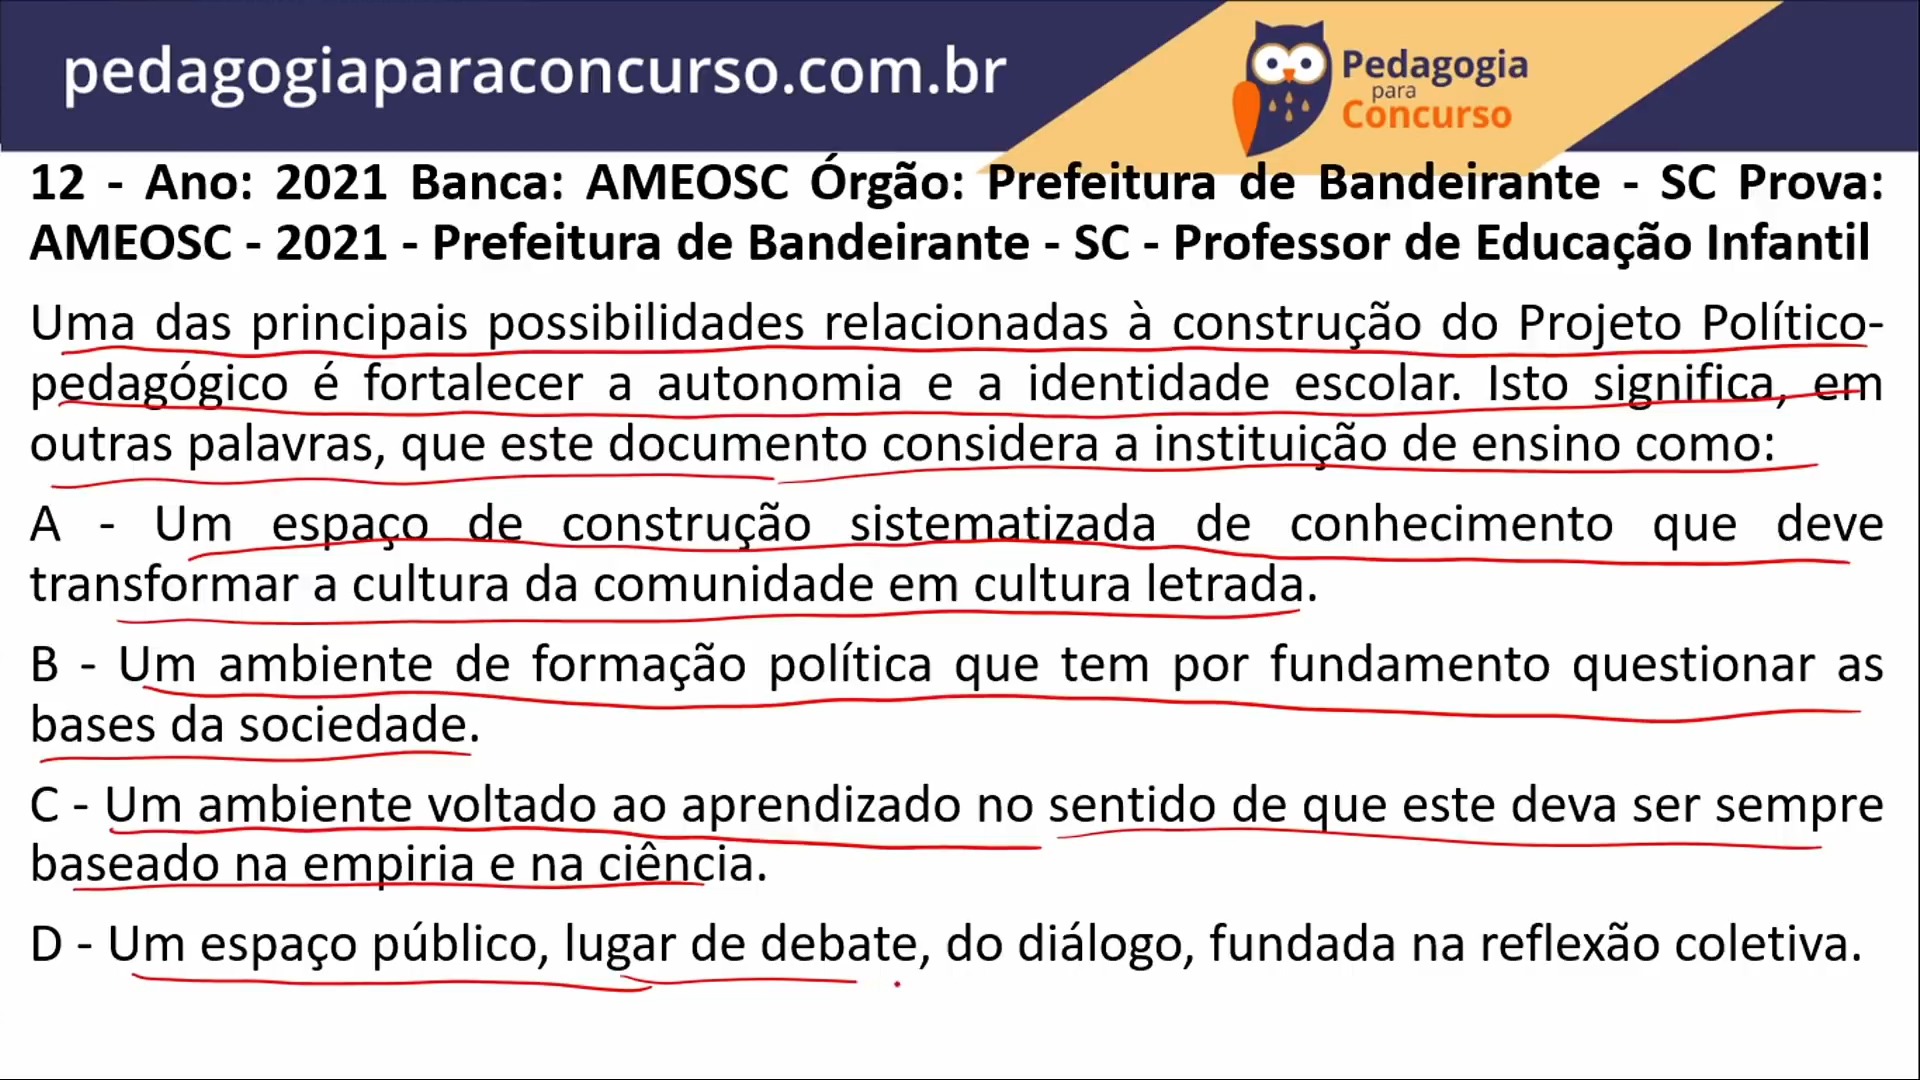 pedagogiaparaconcurso.com.br
Pedagogia
para
Concurso
12 - Ano: 2021 Banca: AMEOSC Órgão: Prefeitura de Bandeirante - SC Prova:
AMEOSC - 2021 - Prefeitura de Bandeirante - SC - Professor de Educação Infantil
Uma das principais possibilidades relacionadas à construção do Projeto Político-
pedagógico é fortalecer a autonomia e a identidade escolar. Isto significa, em
outras palavras, que este documento considera a instituição de ensino como:
A - Um espaço de construção sistematizada de conhecimento que deve
transformar a cultura da comunidade em cultura letrada.
B - Um ambiente de formação política que tem por fundamento questionar as
bases da sociedade.
C - Um ambiente voltado ao aprendizado no sentido de que este deva ser sempre
baseado na empiria e na ciência.
D - Um espaço público, lugar de debate, do diálogo, fundada na reflexão coletiva.